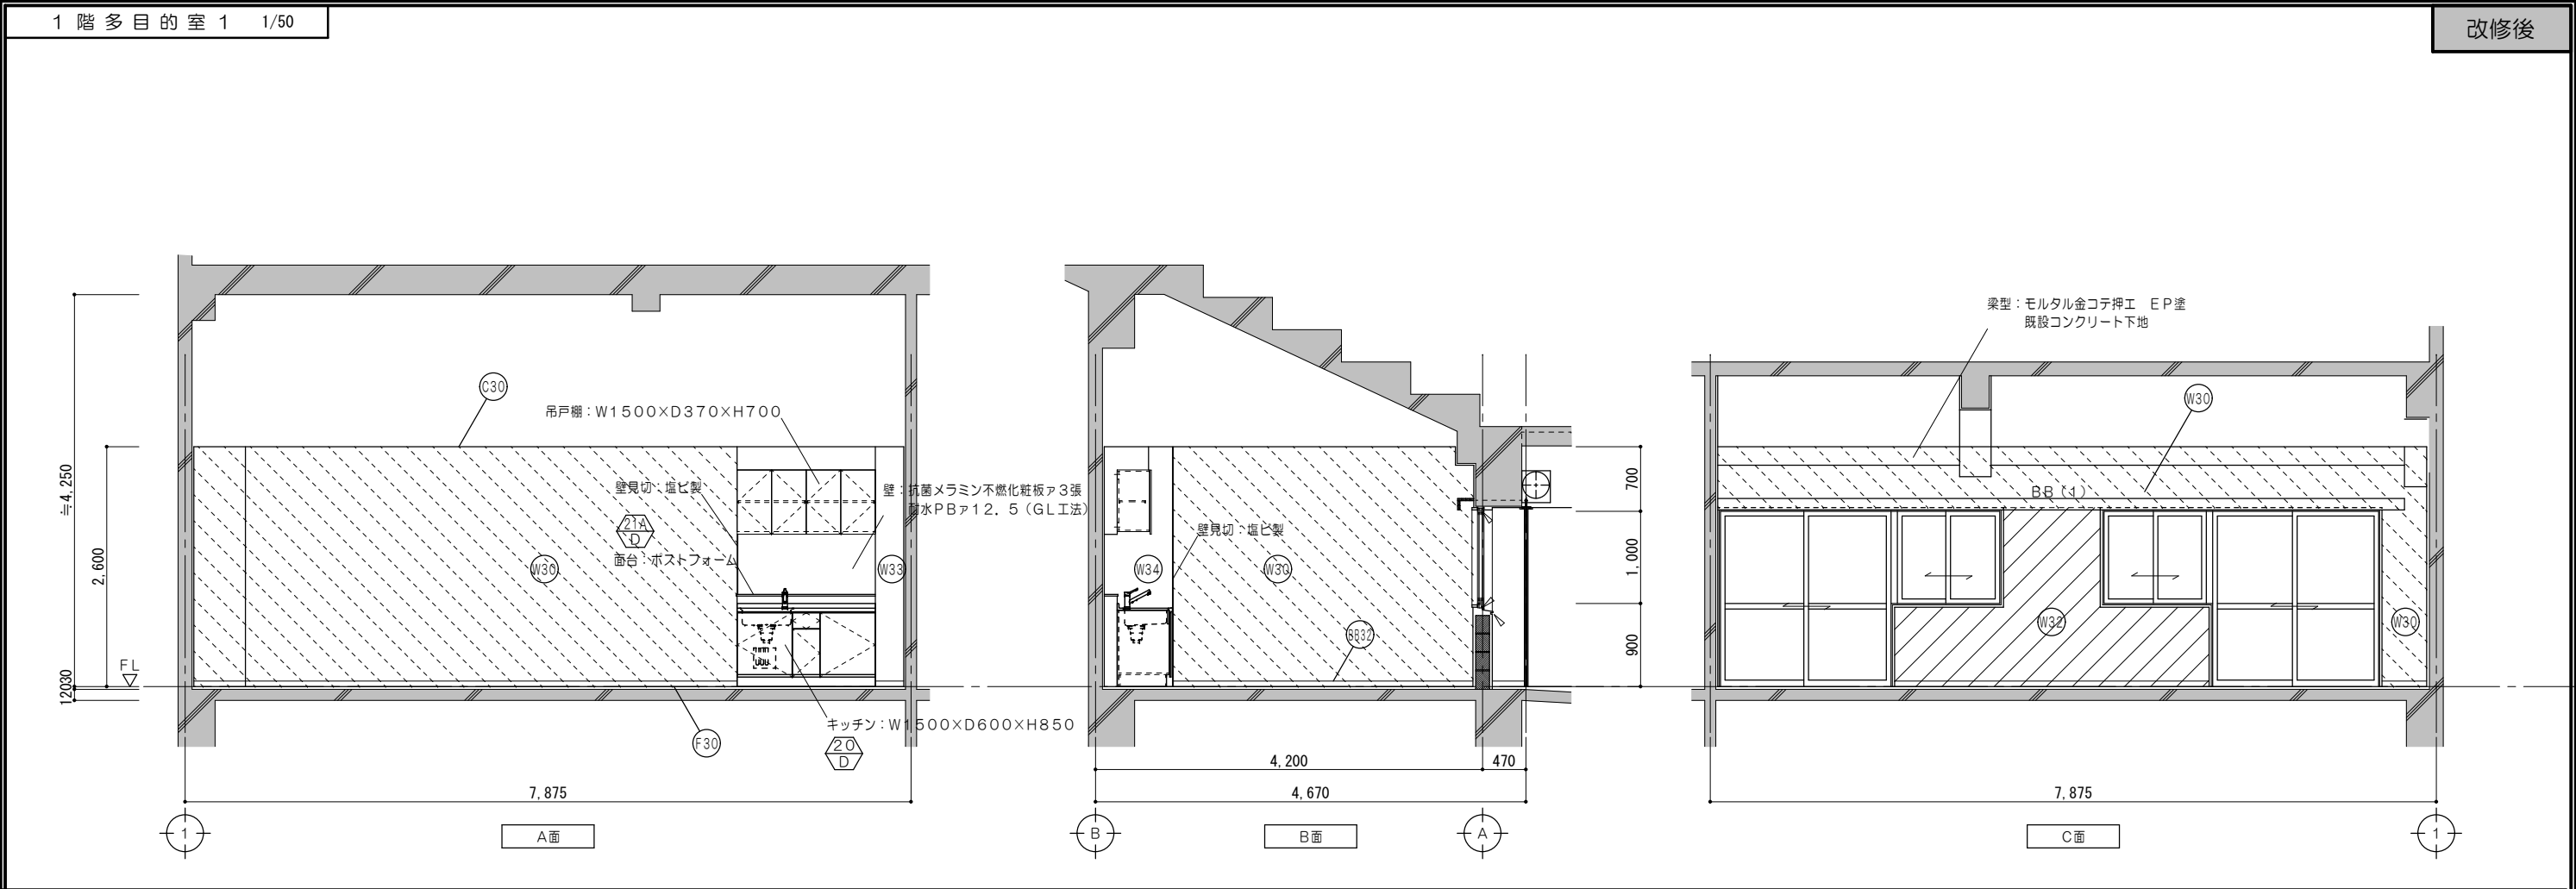 １階多目的室１　1/50
改修後
梁型：モルタル金コテ押エ　ＥＰ塗
既設コンクリート下地
C30
W30
吊戸棚：Ｗ１５００×Ｄ３７０×Ｈ７００
壁見切：塩ビ製
壁：抗菌メラミン不燃化粧板ァ３張
耐水ＰＢァ１２．５（ＧＬ工法）
21A
D
面台：ポストフォーム
W30
W33
≒4,250
2,600
ＦＬ
12030
F30
キッチン：Ｗ１５００×Ｄ６００×Ｈ８５０
20
D
7,875
1
Ａ面
壁見切：塩ビ製
W34
W30
BB32
700
1,000
900
4,200
470
4,670
B
A
Ｂ面
ＢＢ（１）
W32
W30
7,875
1
Ｃ面